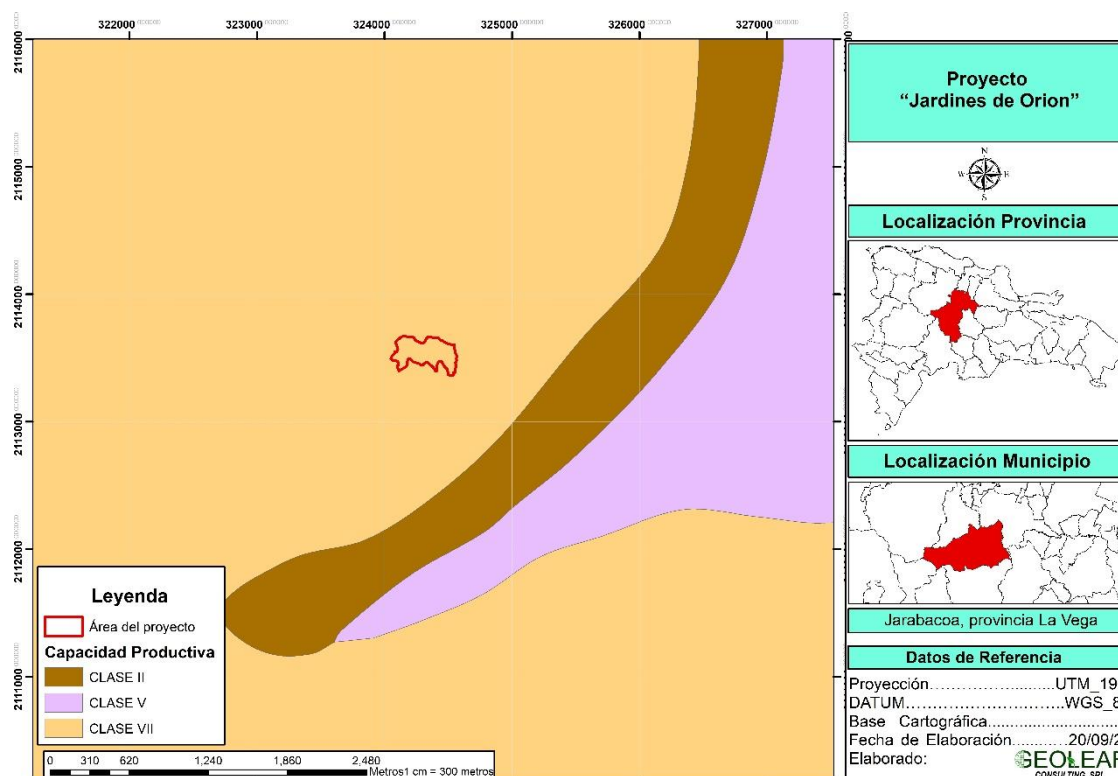 322000 323000 324000 325000 326000 327000
2116000
2115000
2114000
2113000
2112000
2111000
Leyenda
Área del proyecto
Capacidad Productiva
CLASE II
CLASE V
CLASE VII
0 310 620 1,240 1,860 2,480
Metros1 cm = 300 metros
Proyecto
“Jardines de Orion”
N
W E
S
Localización Provincia
Localización Municipio
Jarabacoa, provincia La Vega
Datos de Referencia
Proyección.....................UTM_19
DATUM.........................WGS_8
Base Cartográfica...................
Fecha de Elaboración..........20/09/2
Elaborado: GEOLEAF
CONSULTING, SRL